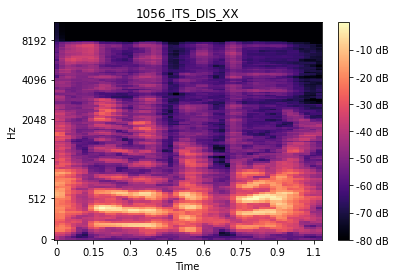 1056_ITS_DIS_XX
8192
4096
2048
1024
512
0
Hz
0
0.15
0.3
0.45
0.6
0.75
0.9
1.1
Time
-10 dB
-20 dB
-30 dB
-40 dB
-50 dB
-60 dB
-70 dB
-80 dB